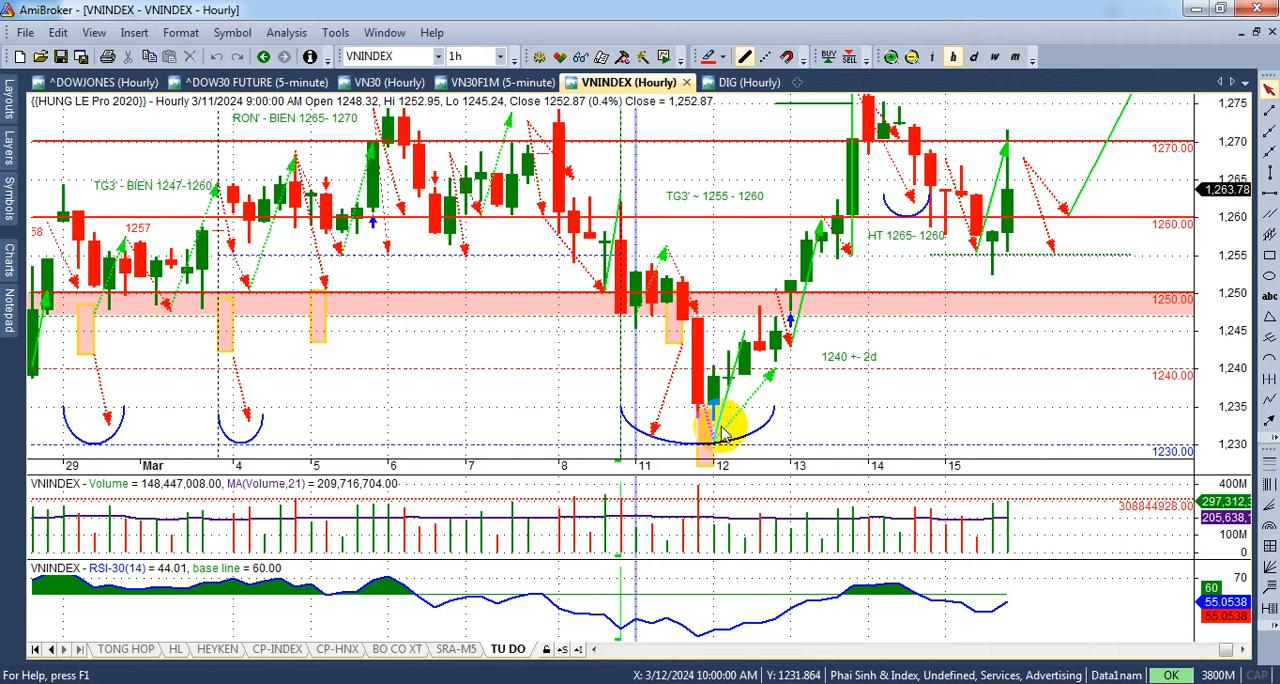 AmiBroker - [VNINDEX - VNINDEX - Hourly]
File Edit View Insert Format Symbol Analysis Tools Window Help
VNINDEX 1h BUY SELL i h d w m
^DOWJONES (Hourly) ^DOW30 FUTURE (5-minute) VN30 (Hourly) VN30F1M (5-minute) VNINDEX (Hourly) DIG (Hourly)
Layouts
Layers
Symbols
Charts
Notepad
{{HUNG LE Pro 2020}} - Hourly 3/11/2024 9:00:00 AM Open 1248.32, Hi 1252.95, Lo 1245.24, Close 1252.87 (0.4%) Close = 1,252.87
RON' - BIEN 1265- 1270
TG3' - BIEN 1247-1260
TG3' ~ 1255 - 1260
58 1257
HT 1265- 1260
1240 +- 2d
1270.00
1260.00
1250.00
1240.00
1230.00
1,275
1,270
1,263.78
1,260
1,255
1,250
1,245
1,240
1,235
1,230
29 Mar 4 5 6 7 8 11 12 13 14 15
VNINDEX - Volume = 148,447,008.00, MA(Volume,21) = 209,716,704.00
308844928.00
400M
297,312,3
205,638,
100M
0
VNINDEX - RSI-30(14) = 44.01, base line = 60.00
70
60
55.0538
55.0538
TONG HOP HL HEYKEN CP-INDEX CP-HNX BO CO XT SRA-M5 TU DO
For Help, press F1 X: 3/12/2024 10:00:00 AM Y: 1231.864 Phai Sinh & Index, Undefined, Services, Advertising Data1nam OK 3800M CAP
abc